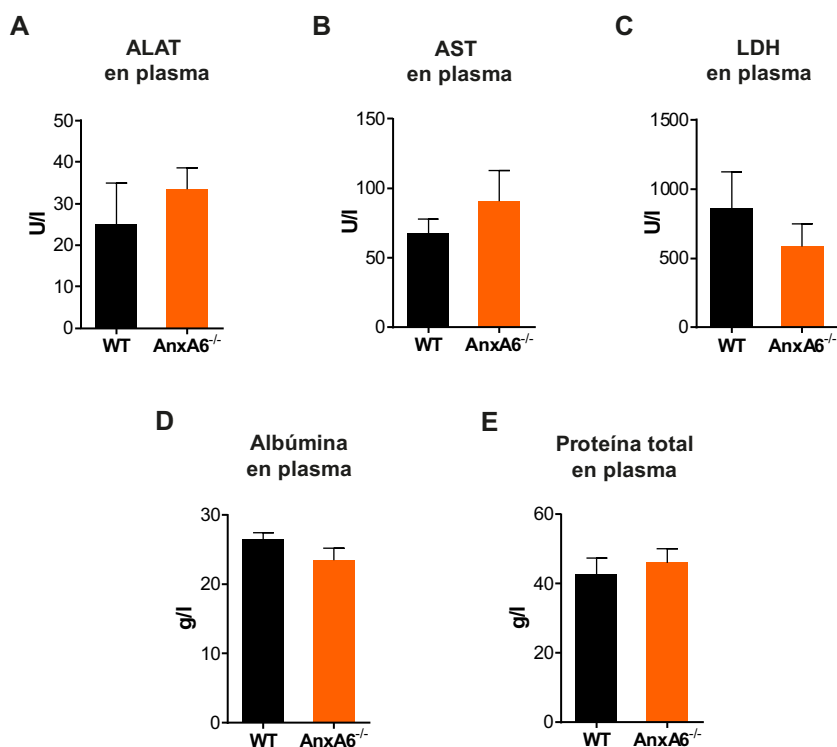 A
ALAT
en plasma
U/l
50
40
30
20
10
0
WT AnxA6-/-
B
AST
en plasma
U/l
150
100
50
0
WT AnxA6-/-
C
LDH
en plasma
U/l
1500
1000
500
0
WT AnxA6-/-
D
Albúmina
en plasma
g/l
30
20
10
0
WT AnxA6-/-
E
Proteína total
en plasma
g/l
60
40
20
0
WT AnxA6-/-